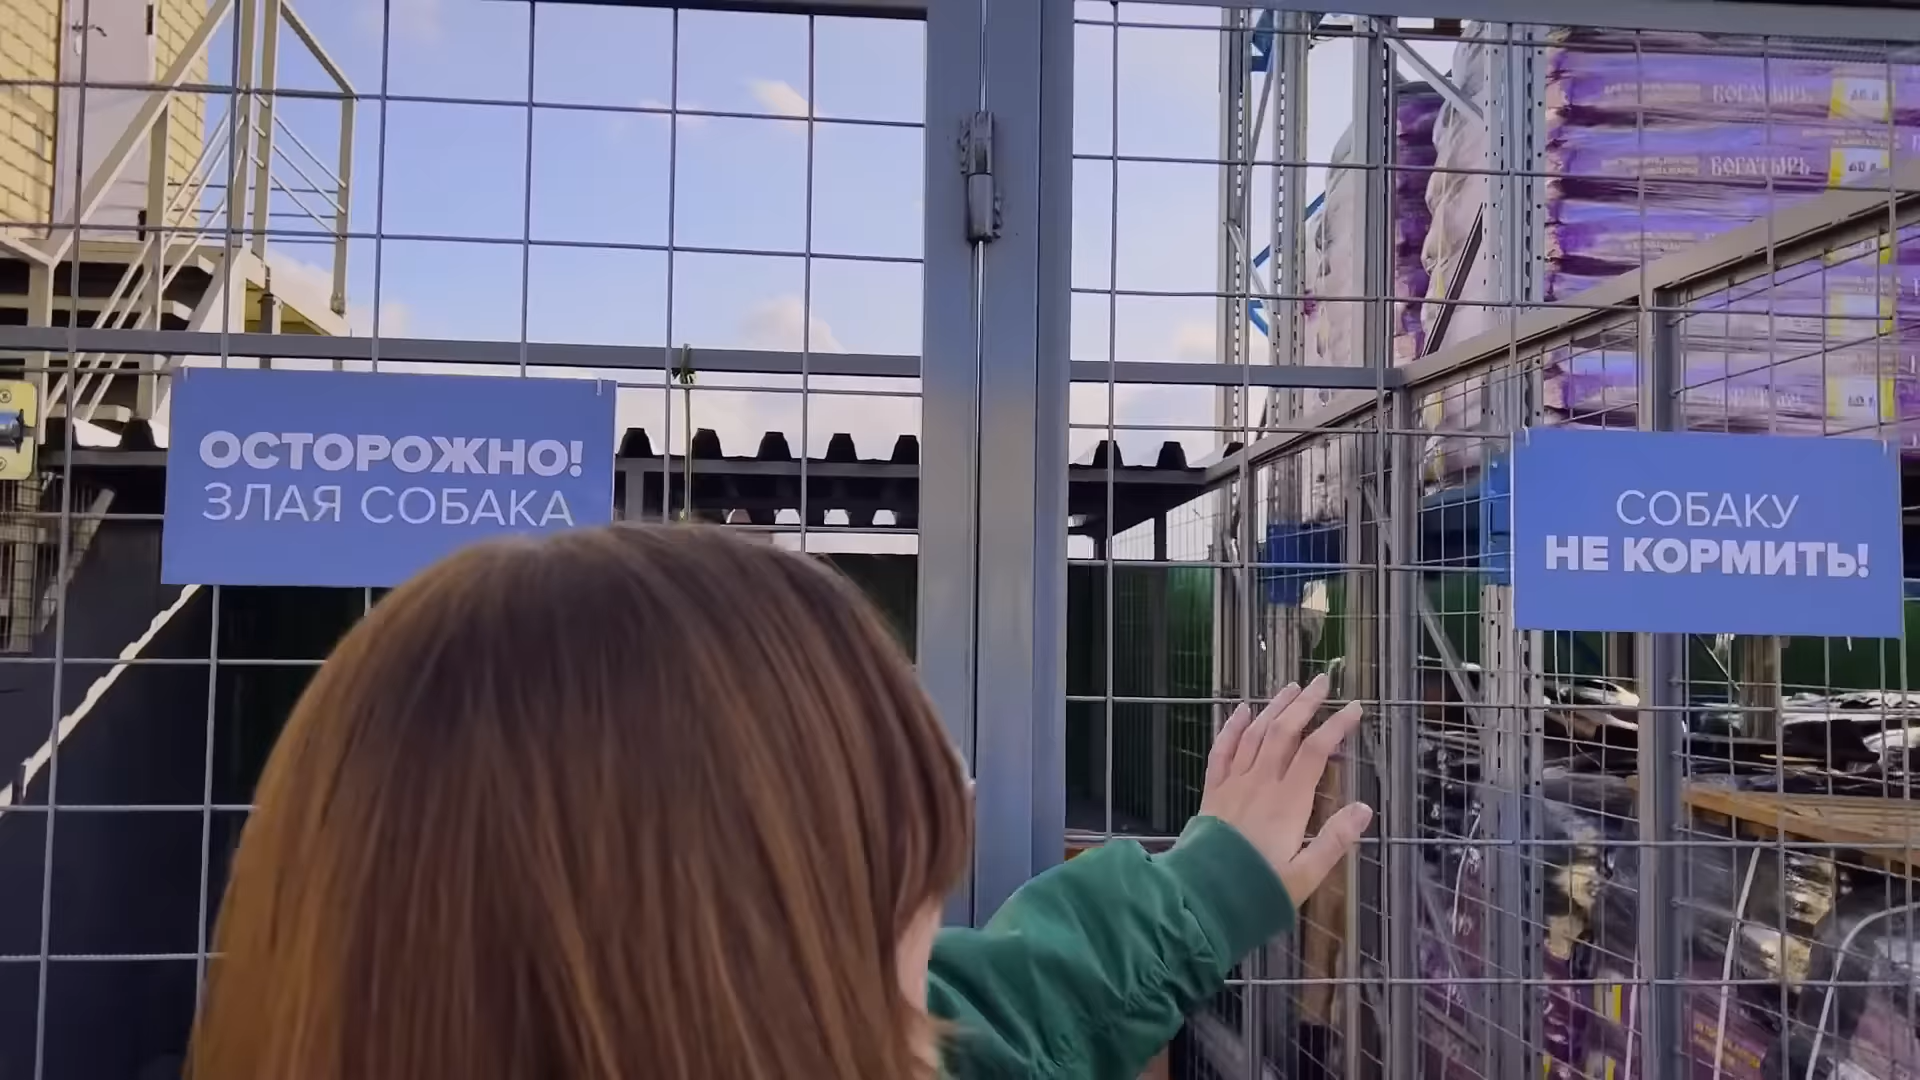 ОСТОРОЖНО!
ЗЛАЯ СОБАКА
СОБАКУ
НЕ КОРМИТЬ!
БОГАТЫРЬ
БОГАТЫРЬ